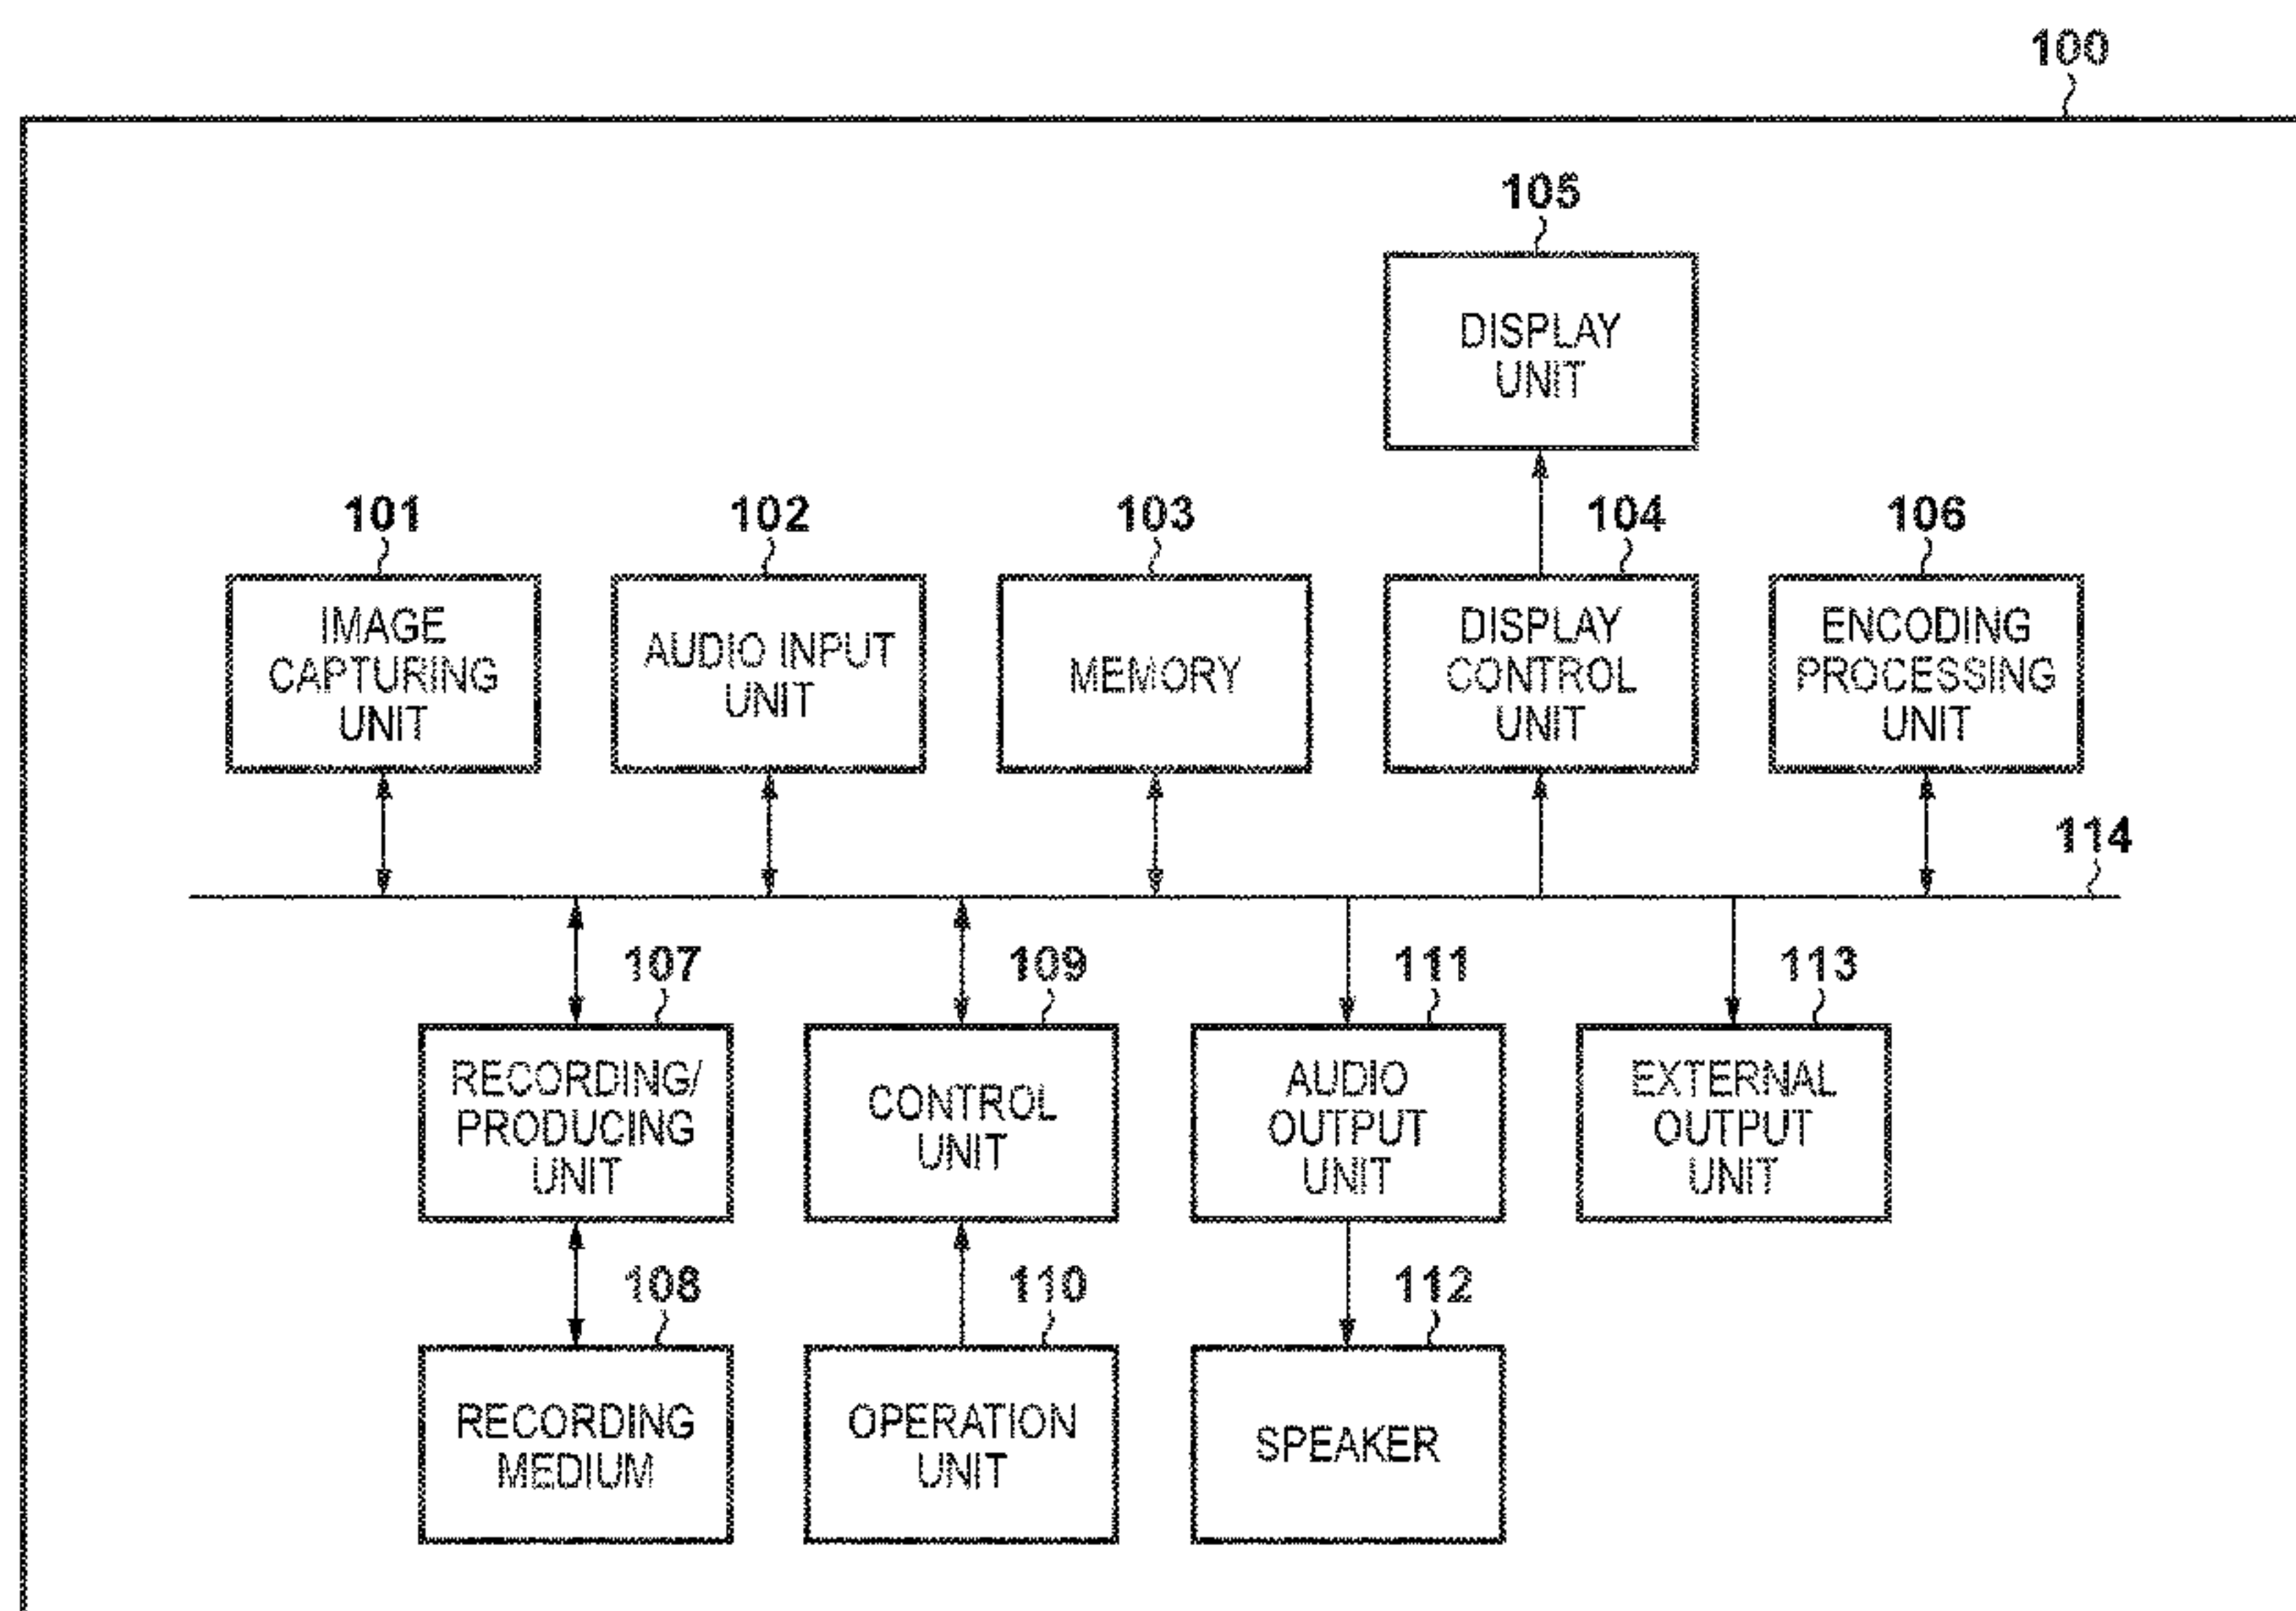 100
105
DISPLAY
UNIT
101
102
103
104
106
IMAGE
CAPTURING
UNIT
AUDIO INPUT
UNIT
MEMORY
DISPLAY
CONTROL
UNIT
ENCODING
PROCESSING
UNIT
114
107
109
111
113
RECORDING/
PRODUCING
UNIT
CONTROL
UNIT
AUDIO
OUTPUT
UNIT
EXTERNAL
OUTPUT
UNIT
108
110
112
RECORDING
MEDIUM
OPERATION
UNIT
SPEAKER